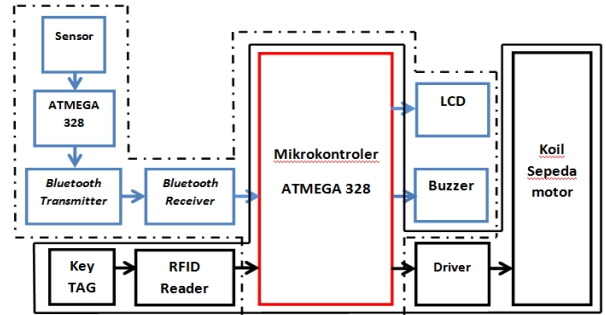 Sensor
ATMEGA
328
Bluetooth
Transmitter
Bluetooth
Receiver
Key
TAG
RFID
Reader
Mikrokontroler
ATMEGA 328
LCD
Buzzer
Driver
Koil
Sepeda
motor